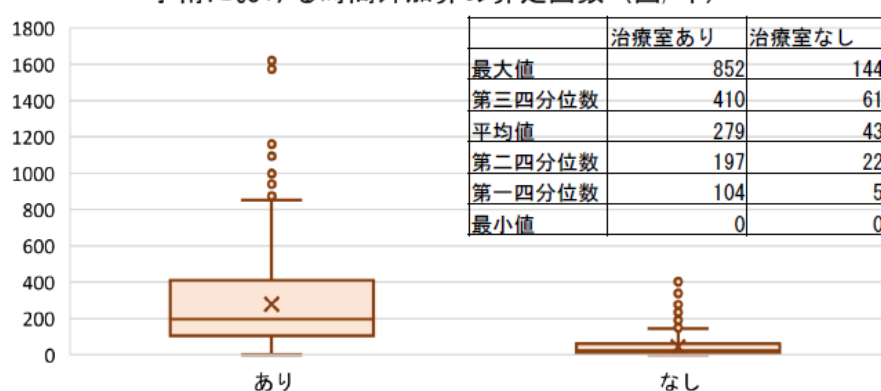 1800
1600
1400
1200
1000
800
600
400
200
0
治療室あり 治療室なし
最大値 852 144
第三四分位数 410 61
平均値 279 43
第二四分位数 197 22
第一四分位数 104 5
最小値 0 0
あり なし